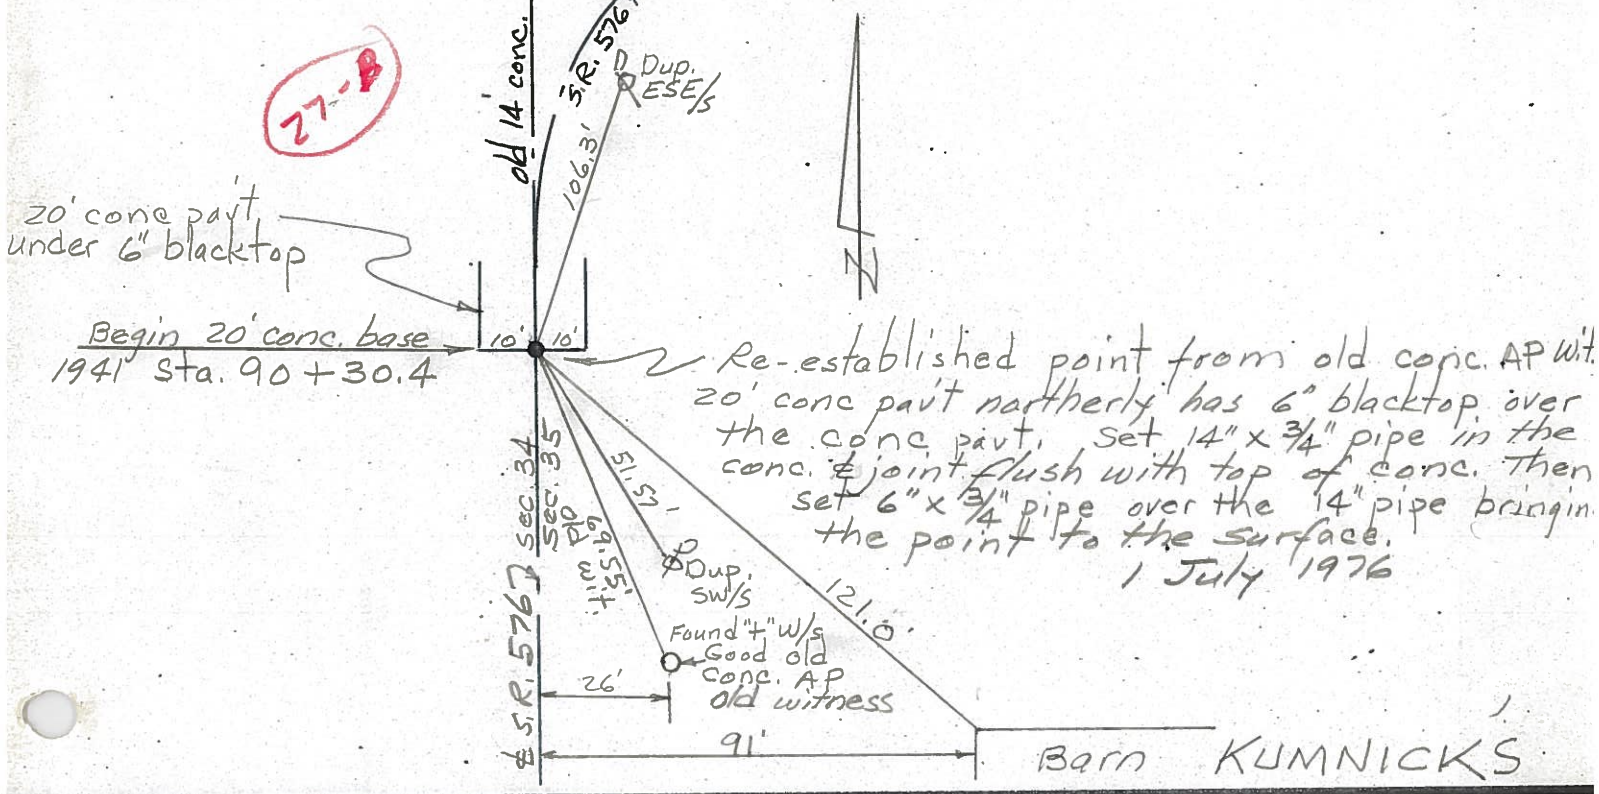 old 14' conc.
S.R. 576
27-B
Dup.
ESE/s
106.3'
20' conc pav't
under 6" blacktop
N
Begin 20' conc. base
1941 Sta. 90+30.4
10' 10'
Re-established point from old conc. AP wit.
20' conc pav't northerly has 6" blacktop over
the conc pavt. Set 14" x 3/4" pipe in the
conc. & joint flush with top of conc. Then
set 6" x 3/4" pipe over the 14" pipe bringin
the point to the surface.
1 July 1976
Sec. 34
Sec. 35
51.57'
old
69.55'
wit
Dup.
SW/s
121.0'
Found "+" W/s
Good old
Conc. AP
old witness
℄ S.R. 576
26'
91'
Barn KUMNICKS